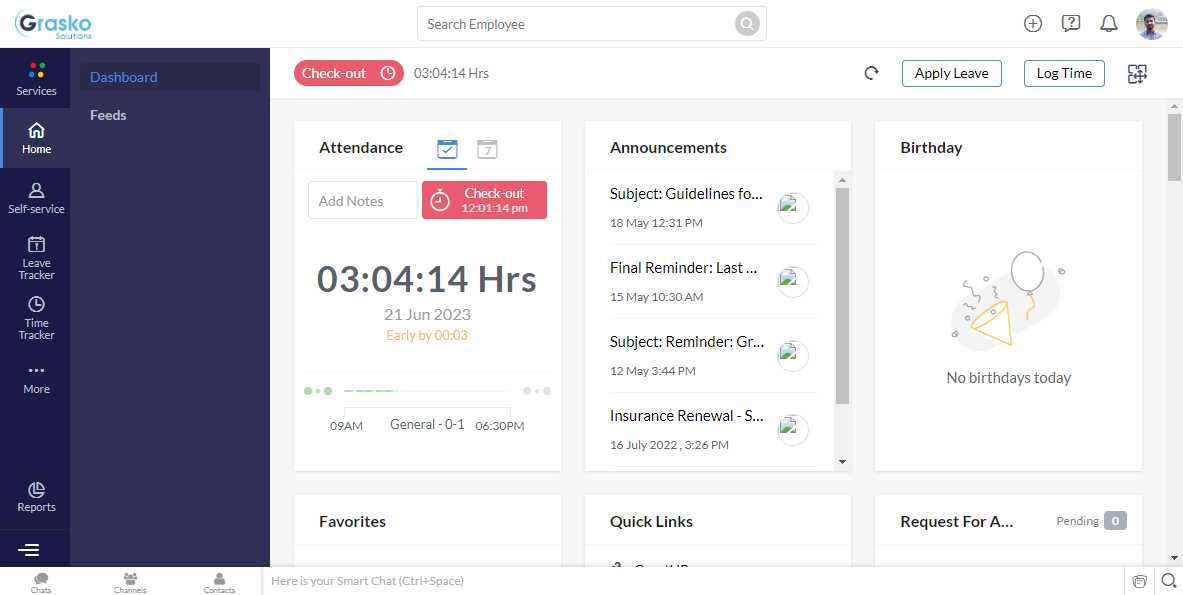 Grasko
Solutions
Search Employee
Services
Home
Self-service
Leave
Tracker
Time
Tracker
More
Reports
Dashboard
Feeds
Check-out
03:04:14 Hrs
Apply Leave
Log Time
Attendance
7
Add Notes
Check-out
12:01:14 pm
03:04:14 Hrs
21 Jun 2023
Early by 00:03
09AM
General - 0-1
06:30PM
Announcements
Subject: Guidelines fo...
18 May 12:31 PM
Final Reminder: Last ...
15 May 10:30 AM
Subject: Reminder: Gr...
12 May 3:44 PM
Insurance Renewal - S...
16 July 2022 , 3:26 PM
Birthday
No birthdays today
Favorites
Quick Links
Request For A...
Pending 0
Chats
Channels
Contacts
Here is your Smart Chat (Ctrl+Space)